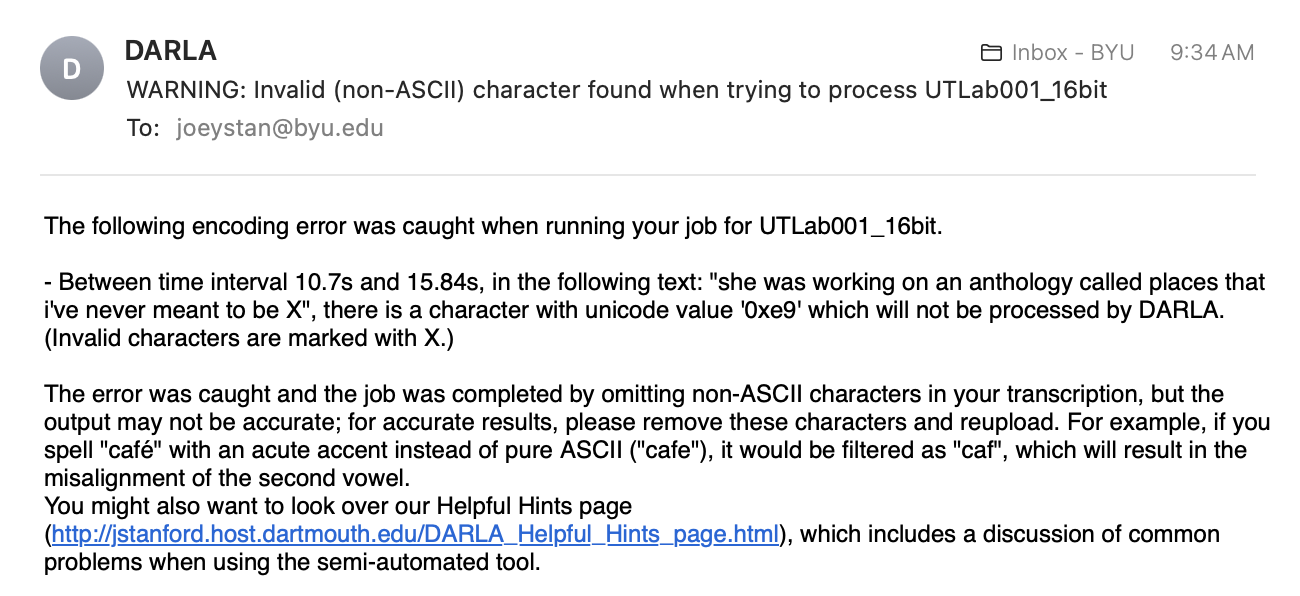 D
DARLA
Inbox - BYU
9:34 AM
WARNING: Invalid (non-ASCII) character found when trying to process UTLab001_16bit
To: joeystan@byu.edu
The following encoding error was caught when running your job for UTLab001_16bit.
- Between time interval 10.7s and 15.84s, in the following text: "she was working on an anthology called places that
i've never meant to be X", there is a character with unicode value '0xe9' which will not be processed by DARLA.
(Invalid characters are marked with X.)
The error was caught and the job was completed by omitting non-ASCII characters in your transcription, but the
output may not be accurate; for accurate results, please remove these characters and reupload. For example, if you
spell "café" with an acute accent instead of pure ASCII ("cafe"), it would be filtered as "caf", which will result in the
misalignment of the second vowel.
You might also want to look over our Helpful Hints page
(http://jstanford.host.dartmouth.edu/DARLA_Helpful_Hints_page.html), which includes a discussion of common
problems when using the semi-automated tool.